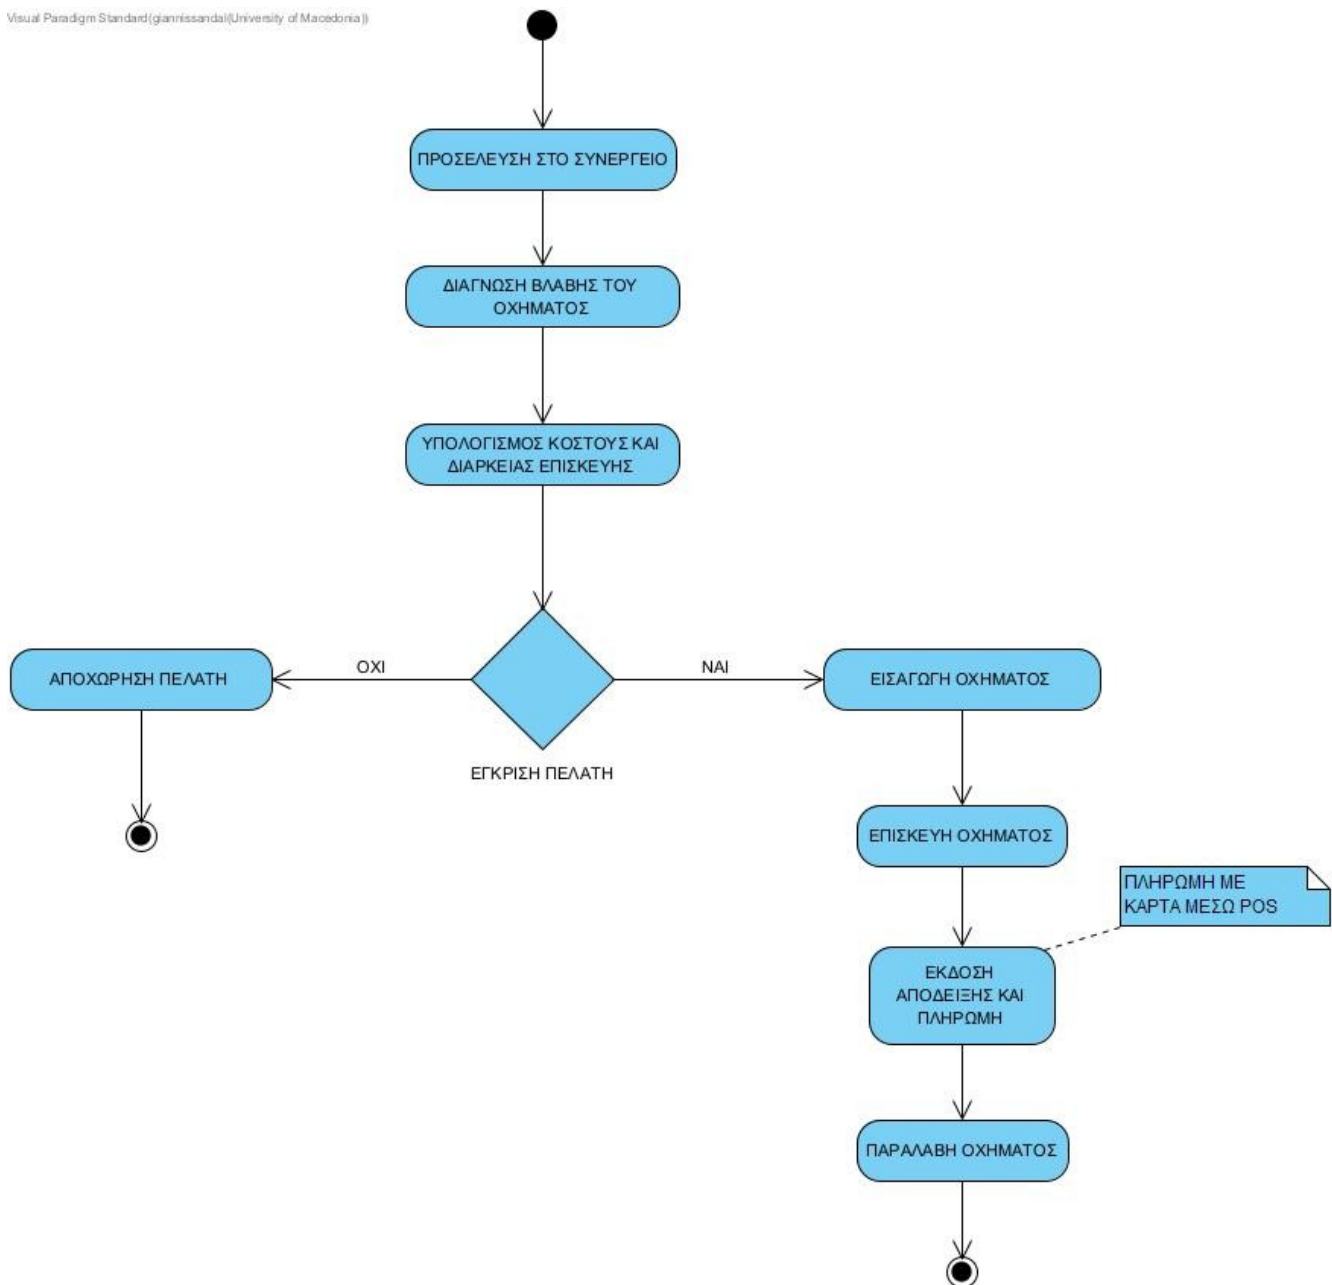 Visual Paradigm Standard(giannissandal(University of Macedonia))
ΠΡΟΣΕΛΕΥΣΗ ΣΤΟ ΣΥΝΕΡΓΕΙΟ
ΔΙΑΓΝΩΣΗ ΒΛΑΒΗΣ ΤΟΥ
ΟΧΗΜΑΤΟΣ
ΥΠΟΛΟΓΙΣΜΟΣ ΚΟΣΤΟΥΣ ΚΑΙ
ΔΙΑΡΚΕΙΑΣ ΕΠΙΣΚΕΥΗΣ
ΑΠΟΧΩΡΗΣΗ ΠΕΛΑΤΗ
ΟΧΙ
ΝΑΙ
ΕΙΣΑΓΩΓΗ ΟΧΗΜΑΤΟΣ
ΕΓΚΡΙΣΗ ΠΕΛΑΤΗ
ΕΠΙΣΚΕΥΗ ΟΧΗΜΑΤΟΣ
ΠΛΗΡΩΜΗ ΜΕ
ΚΑΡΤΑ ΜΕΣΩ POS
ΕΚΔΟΣΗ
ΑΠΟΔΕΙΞΗΣ ΚΑΙ
ΠΛΗΡΩΜΗ
ΠΑΡΑΛΑΒΗ ΟΧΗΜΑΤΟΣ